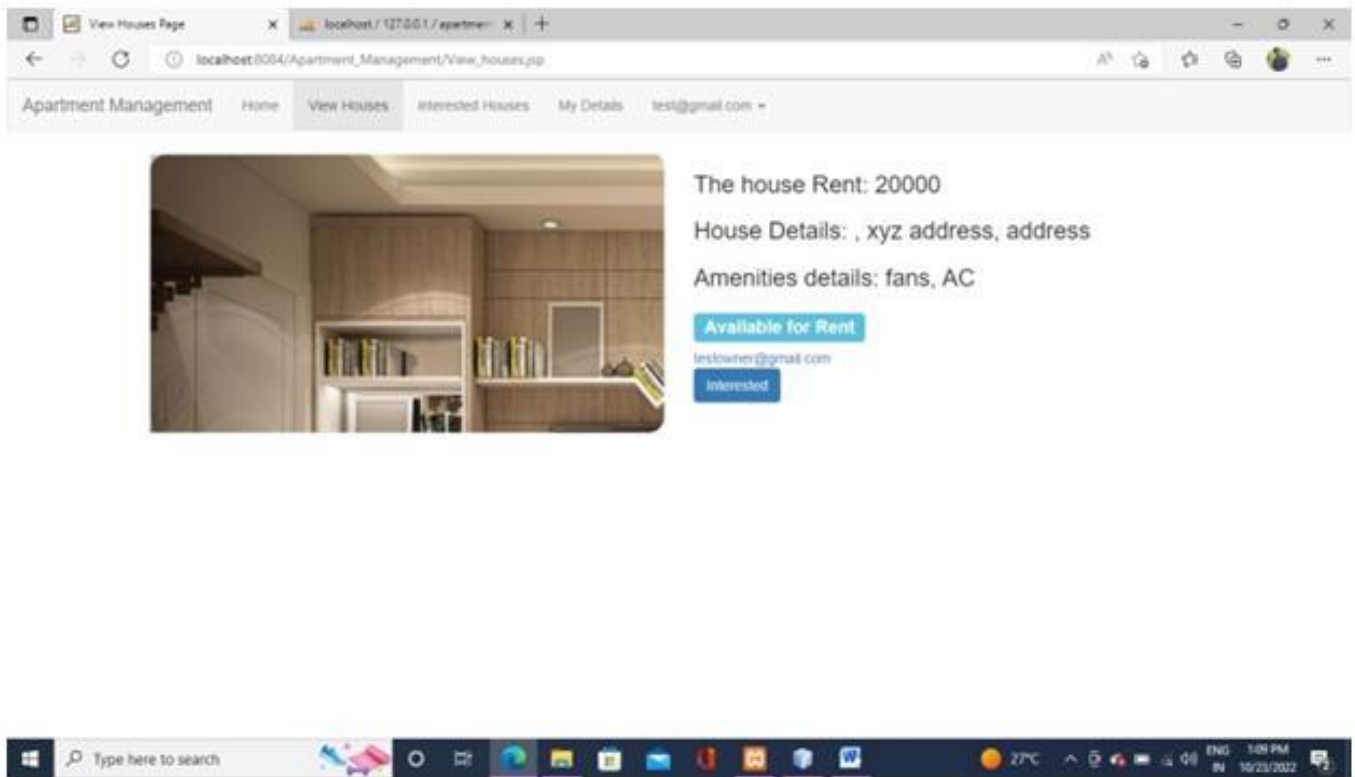 View Houses Page
localhost / 127.0.0.1 / apartmen
localhost:8084/Apartment_Management/View_houses.jsp
Apartment Management Home View Houses Interested Houses My Details test@gmail.com
The house Rent: 20000
House Details: , xyz address, address
Amenities details: fans, AC
Available for Rent
testowner@gmail.com
Interested
Type here to search
27°C
ENG
IN
1:09 PM
10/23/2022